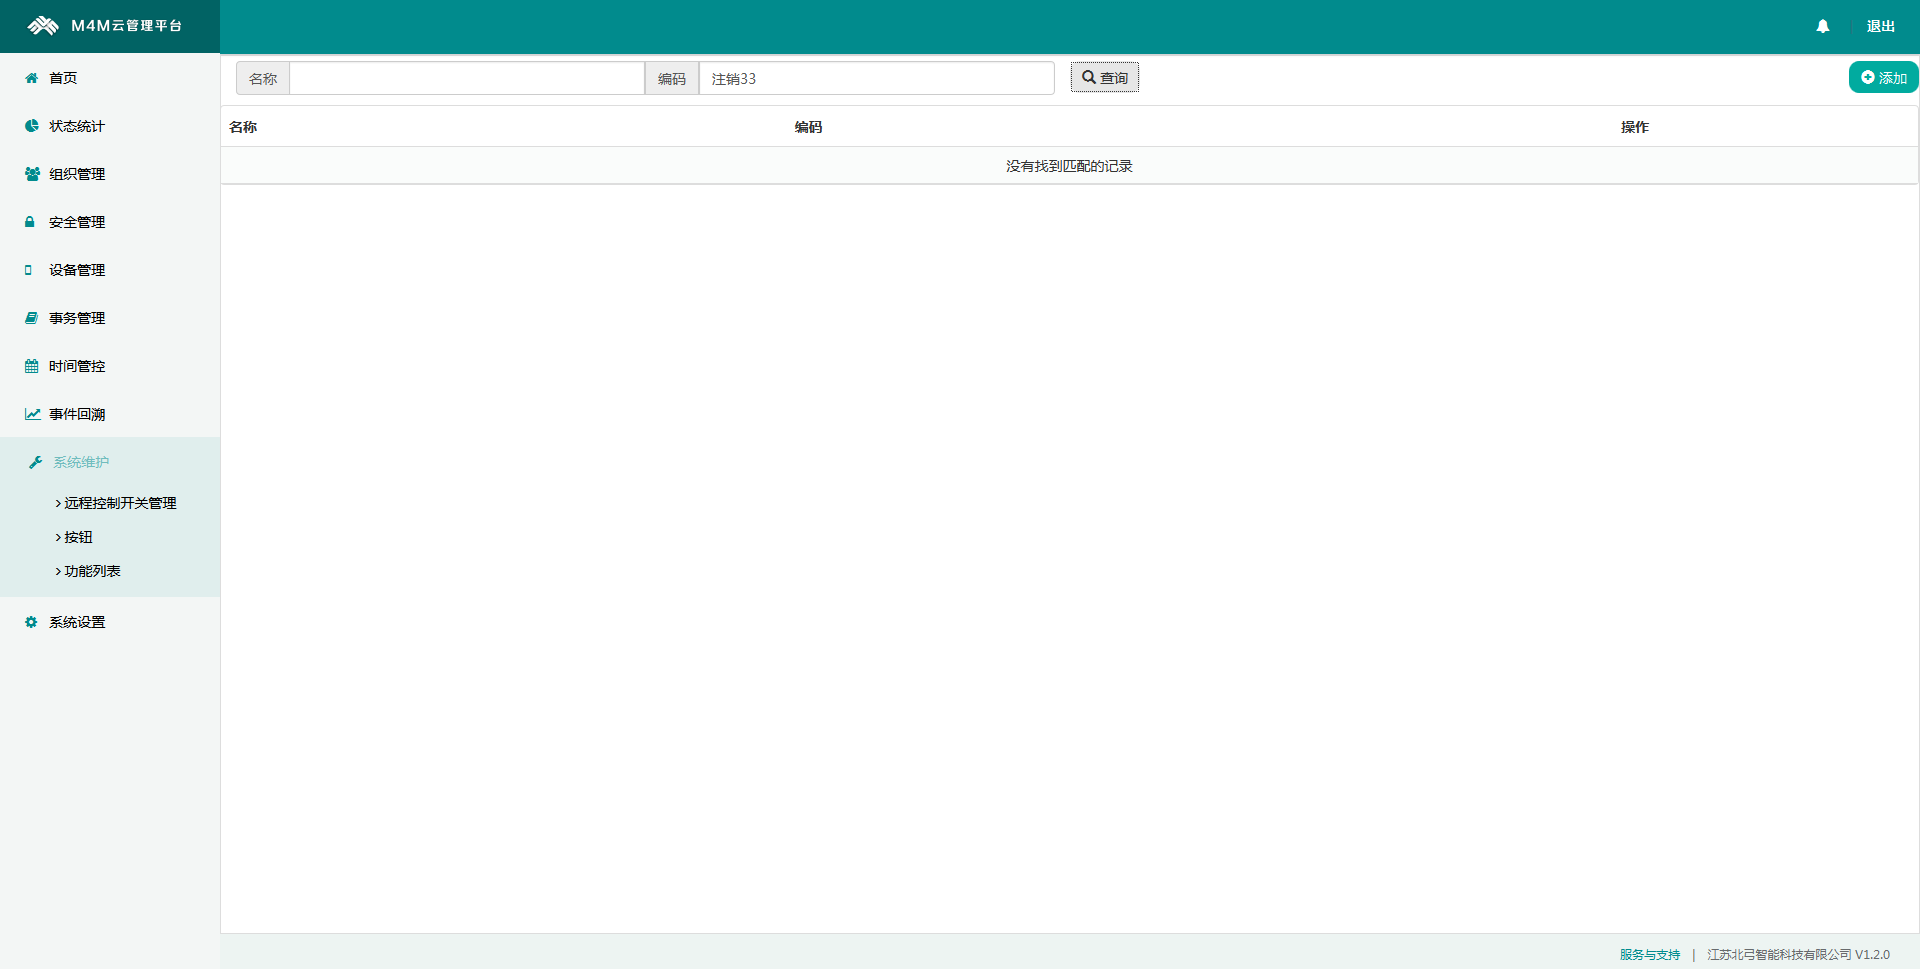 M4M云管理平台
退出
首页
状态统计
组织管理
安全管理
设备管理
事务管理
时间管控
事件回溯
系统维护
远程控制开关管理
按钮
功能列表
系统设置
名称 编码 注销33 查询 添加
名称 编码 操作
没有找到匹配的记录
服务与支持 | 江苏北弓智能科技有限公司 V1.2.0